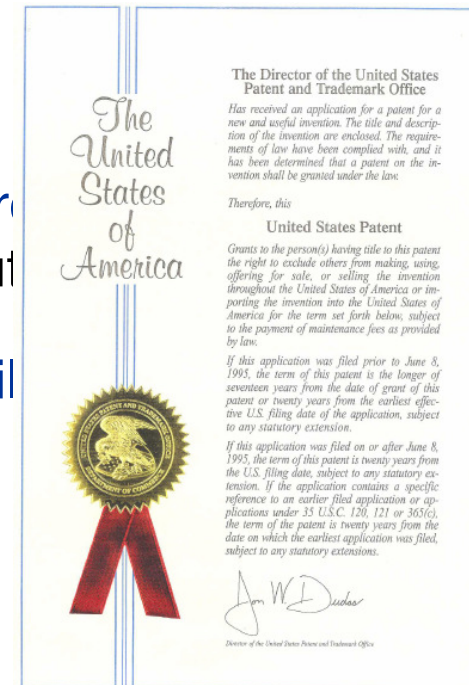 The
United
States
of
America
The Director of the United States
Patent and Trademark Office
Has received an application for a patent for a
new and useful invention. The title and descrip-
tion of the invention are enclosed. The require-
ments of law have been complied with, and it
has been determined that a patent on the in-
vention shall be granted under the law.
Therefore, this
United States Patent
Grants to the person(s) having title to this patent
the right to exclude others from making, using,
offering for sale, or selling the invention
throughout the United States of America or im-
porting the invention into the United States of
America for the term set forth below, subject
to the payment of maintenance fees as provided
by law.
If this application was filed prior to June 8,
1995, the term of this patent is the longer of
seventeen years from the date of grant of this
patent or twenty years from the earliest effec-
tive U.S. filing date of the application, subject
to any statutory extension.
If this application was filed on or after June 8,
1995, the term of this patent is twenty years from
the U.S. filing date, subject to any statutory ex-
tension. If the application contains a specific
reference to an earlier filed application or ap-
plications under 35 U.S.C. 120, 121 or 365(c),
the term of the patent is twenty years from the
date on which the earliest application was filed,
subject to any statutory extensions.
Jon W. Dudas
Director of the United States Patent and Trademark Office